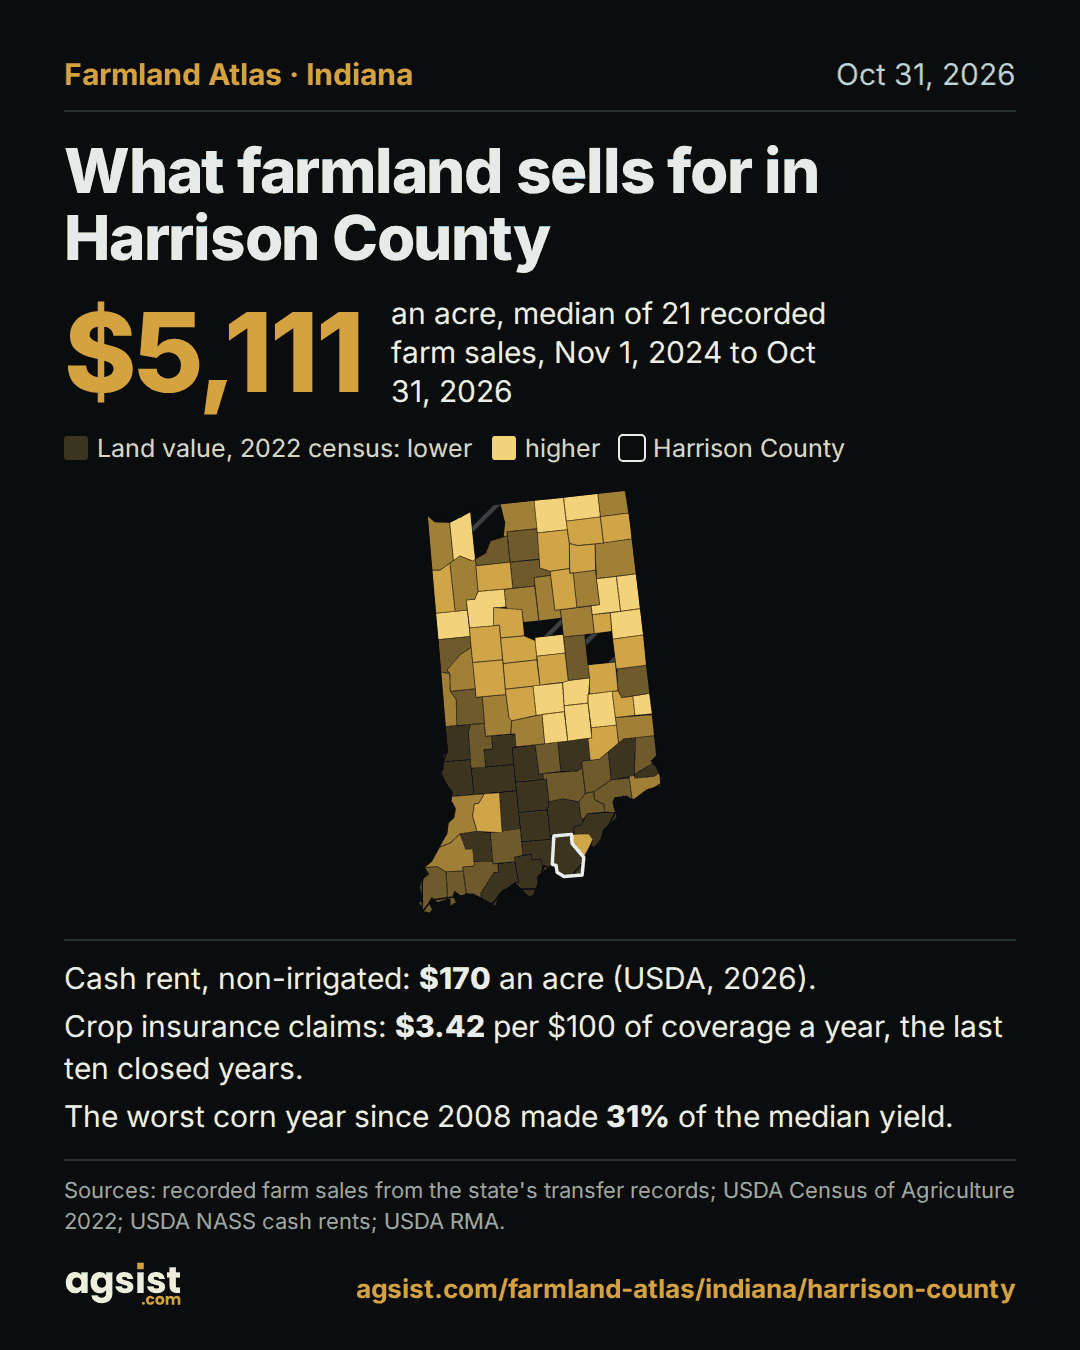 Farmland Atlas · Indiana
Oct 31, 2026
What farmland sells for in
Harrison County
$5,111
an acre, median of 21 recorded
farm sales, Nov 1, 2024 to Oct
31, 2026
Land value, 2022 census: lower
higher
Harrison County
Cash rent, non-irrigated: $170 an acre (USDA, 2026).
Crop insurance claims: $3.42 per $100 of coverage a year, the last
ten closed years.
The worst corn year since 2008 made 31% of the median yield.
Sources: recorded farm sales from the state's transfer records; USDA Census of Agriculture
2022; USDA NASS cash rents; USDA RMA.
agsist
.com
agsist.com/farmland-atlas/indiana/harrison-county